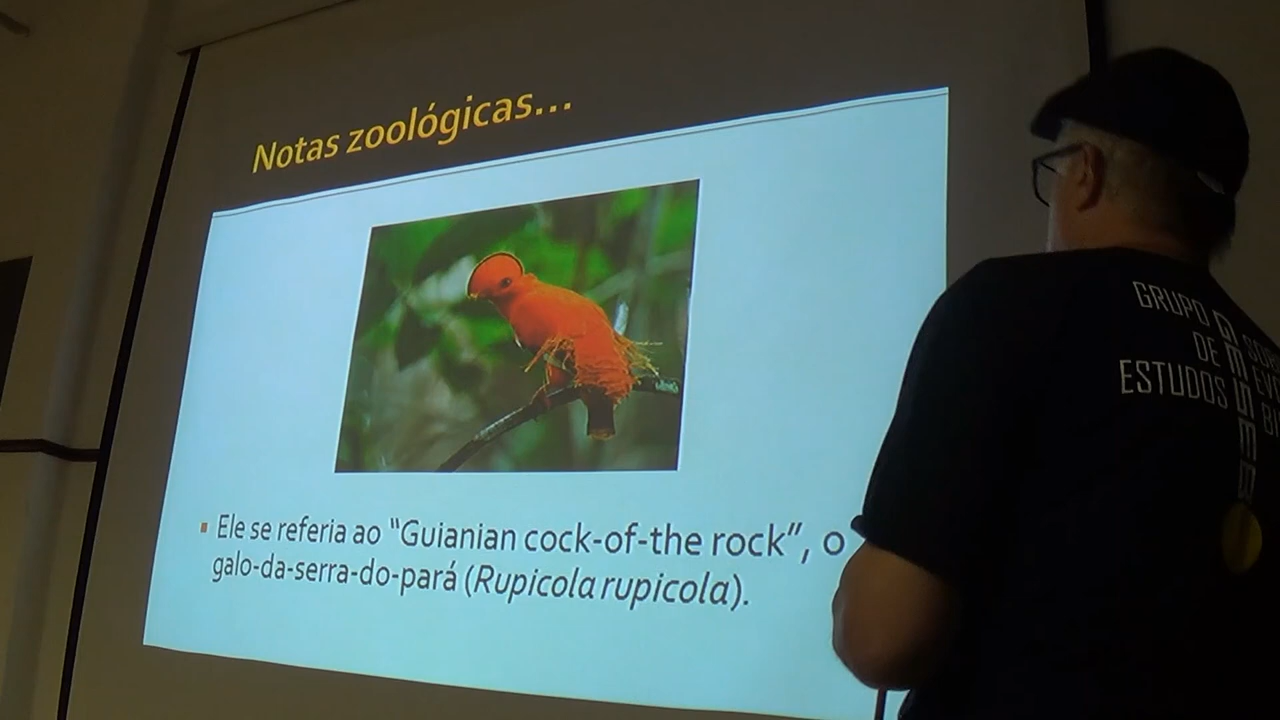 Notas zoológicas...
Ele se referia ao “Guianian cock-of-the rock”, o
galo-da-serra-do-pará (Rupicola rupicola).
GRUPO
DE
ESTUDOS